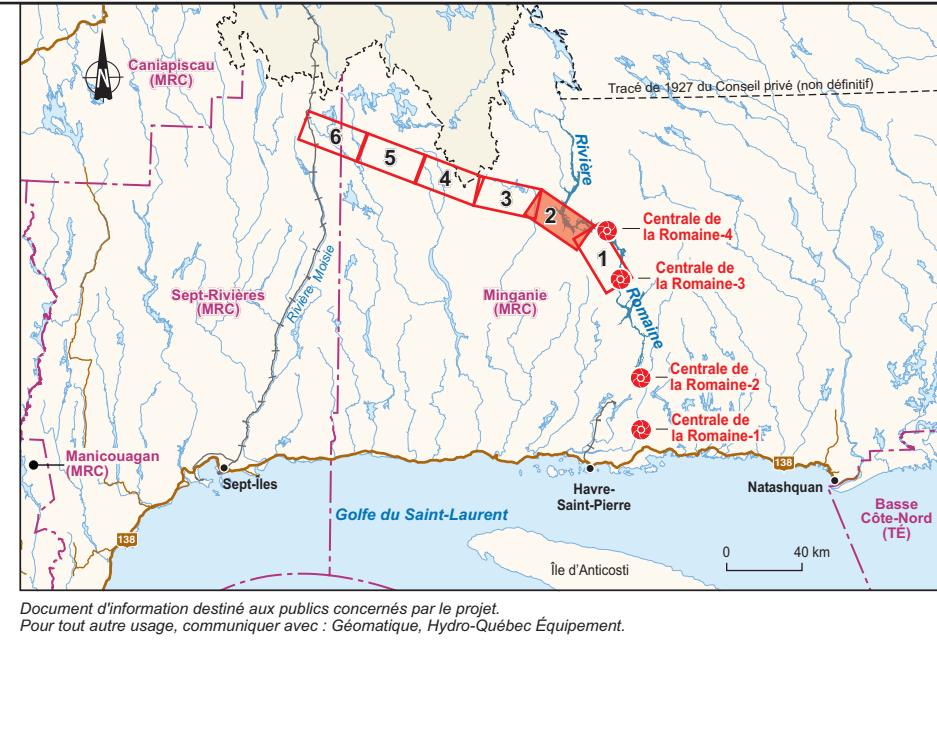 N
Caniapiscau
(MRC)
Tracé de 1927 du Conseil privé (non définitif)
6
5
4
3
2
1
Rivière
Centrale de
la Romaine-4
Centrale de
la Romaine-3
Romaine
Sept-Rivières
(MRC)
Rivière Moisie
Minganie
(MRC)
Centrale de
la Romaine-2
Centrale de
la Romaine-1
Manicouagan
(MRC)
Sept-Îles
138
Havre-
Saint-Pierre
Natashquan
Basse
Côte-Nord
(TÉ)
Golfe du Saint-Laurent
138
Île d'Anticosti
0 40 km
Document d'information destiné aux publics concernés par le projet.
Pour tout autre usage, communiquer avec : Géomatique, Hydro-Québec Équipement.